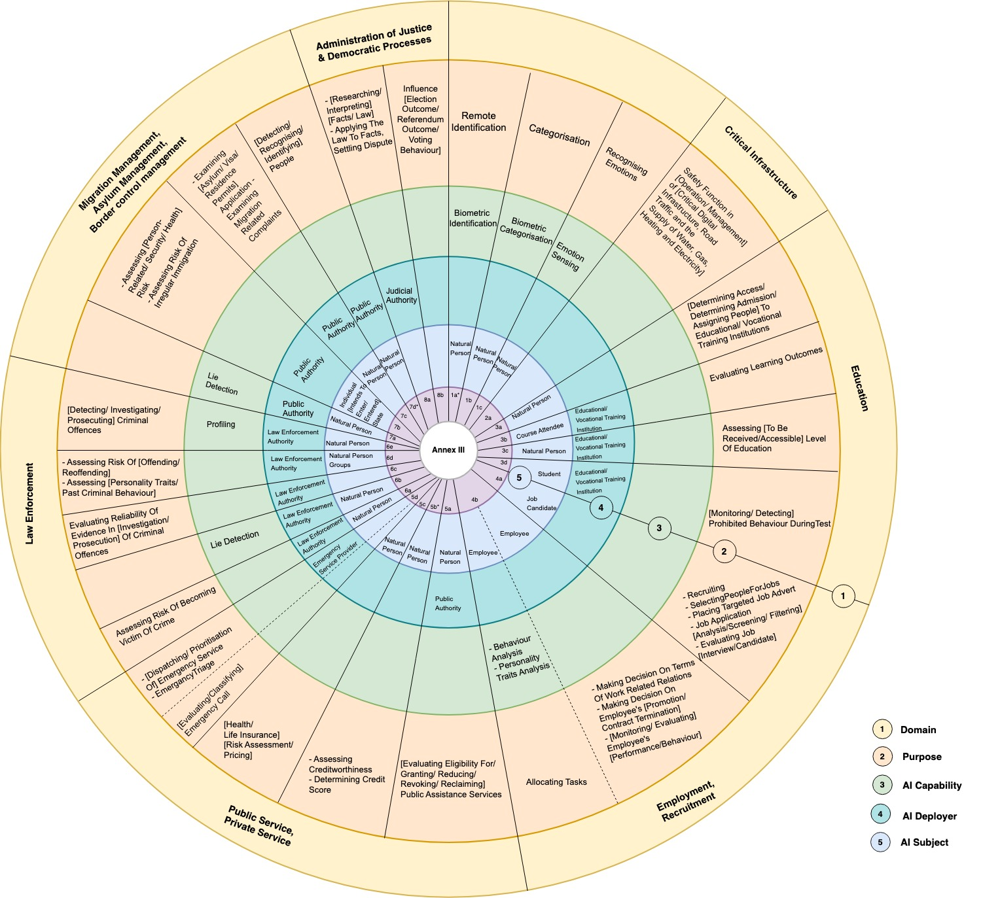 Administration of Justice
& Democratic Processes
Critical Infrastructure
Education
Employment,
Recruitment
Public Service,
Private Service
Law Enforcement
Migration Management,
Asylum Management,
Border control management
Remote
Identification
Categorisation
Recognising
Emotions
Safety Function in
[Operation/ Management]
of [Critical Digital
Infrastructure, Road
Traffic and the
Supply of Water, Gas,
Heating and Electricity]
[Determining Access/
Determining Admission/
Assigning People] To
Educational/ Vocational
Training Institutions
Evaluating Learning Outcomes
Assessing [To Be
Received/Accessible] Level
Of Education
[Monitoring/ Detecting]
Prohibited Behaviour DuringTest
- Recruiting
- SelectingPeopleForJobs
- Placing Targeted Job Advert
- Job Application
[Analysis/Screening/ Filtering]
- Evaluating Job
[Interview/Candidate]
- Making Decision On Terms
Of Work Related Relations
- Making Decision On
Employee's [Promotion/
Contract Termination]
- [Monitoring/ Evaluating]
Employee's
[Performance/Behaviour]
Allocating Tasks
[Evaluating Eligibility For/
Granting/ Reducing/
Revoking/ Reclaiming]
Public Assistance Services
- Assessing
Creditworthiness
- Determining Credit
Score
[Health/
Life Insurance]
[Risk Assessment/
Pricing]
[Evaluating/Classifying]
Emergency Call
- [Dispatching/ Prioritisation
Of] Emergency Service
- EmergancyTriage
Assessing Risk Of Becoming
Victim Of Crime
Evaluating Reliability Of
Evidence In [Investigation/
Prosecution] Of Criminal
Offences
- Assessing Risk Of [Offending/
Reoffending]
- Assessing [Personality Traits/
Past Criminal Behaviour]
[Detecting/ Investigating/
Prosecuting] Criminal
Offences
- Assessing [Person-
Related/ Security/ Health]
Risk
- Assessing Risk Of
Irregular Immigration
- Examining
[Asylum/ Visa/
Residence
Permits]
Application -
Examining
Migration
Related
Complaints
[Detecting/
Recognising/
Identifying]
People
- [Researching/
Interpreting]
[Facts/ Law]
- Applying The
Law To Facts,
Settling Dispute
Influence
[Election
Outcome/
Referendum
Outcome/
Voting
Behaviour]
Biometric
Identification
Biometric
Categorisation
Emotion
Sensing
- Behaviour
Analysis
- Personality
Traits Analysis
Lie Detection
Profiling
Lie
Detection
Educational/
Vocational Training
Institution
Educational/
Vocational Training
Institution
Educational/
Vocational Training
Institution
Public
Authority
Emergency
Service Provider
Law Enforcement
Authority
Law Enforcement
Authority
Law Enforcement
Authority
Law Enforcement
Authority
Law Enforcement
Authority
Public
Authority
Public
Authority
Public
Authority
Public
Authority
Judicial
Authority
Natural
Person
Natural
Person
Natural
Person
Natural Person
Course Attendee
Natural Person
Student
Job
Candidate
Employee
Employee
Natural
Person
Natural
Person
Natural
Person
Natural Person
Natural Person
Natural Person
Groups
Natural Person
Natural Person
Individual
[Intends To
Enter/
Entered]
State
Natural
Person
Natural
Person
1a*
1b
1c
2a
3a
3b
3c
3d
4a
4b
5a
5b*
5c
5d
6a
6b
6c
6d
6e
7a
7b
7c
7d*
8a
8b
Annex III
5
4
3
2
1
1 Domain
2 Purpose
3 AI Capability
4 AI Deployer
5 AI Subject